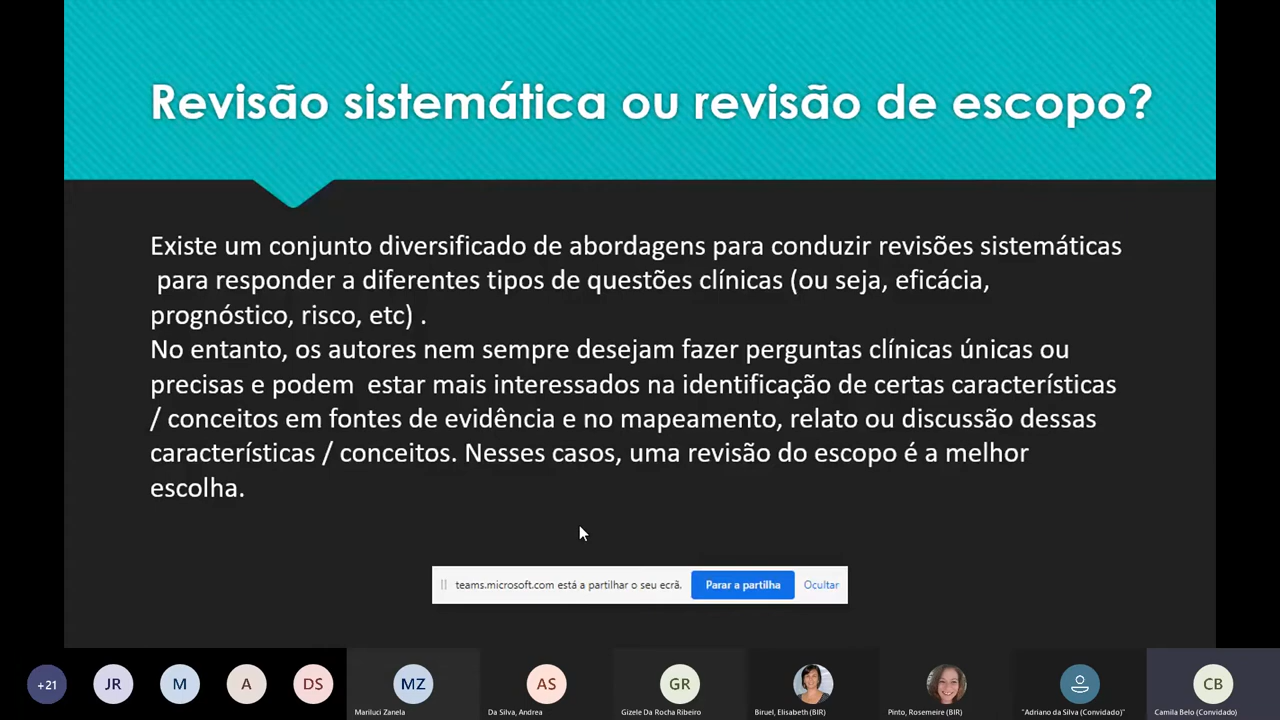 Revisão sistemática ou revisão de escopo?
Existe um conjunto diversificado de abordagens para conduzir revisões sistemáticas
para responder a diferentes tipos de questões clínicas (ou seja, eficácia,
prognóstico, risco, etc) .
No entanto, os autores nem sempre desejam fazer perguntas clínicas únicas ou
precisas e podem estar mais interessados na identificação de certas características
/ conceitos em fontes de evidência e no mapeamento, relato ou discussão dessas
características / conceitos. Nesses casos, uma revisão do escopo é a melhor
escolha.
teams.microsoft.com está a partilhar o seu ecrã. Parar a partilha Ocultar
+21 JR M A DS MZ AS GR CB
Mariluci Zanela Da Silva, Andrea Gizele Da Rocha Ribeiro Biruel, Elisabeth (BIR) Pinto, Rosemeire (BIR) "Adriano da Silva (Convidado)" Camila Belo (Convidado)